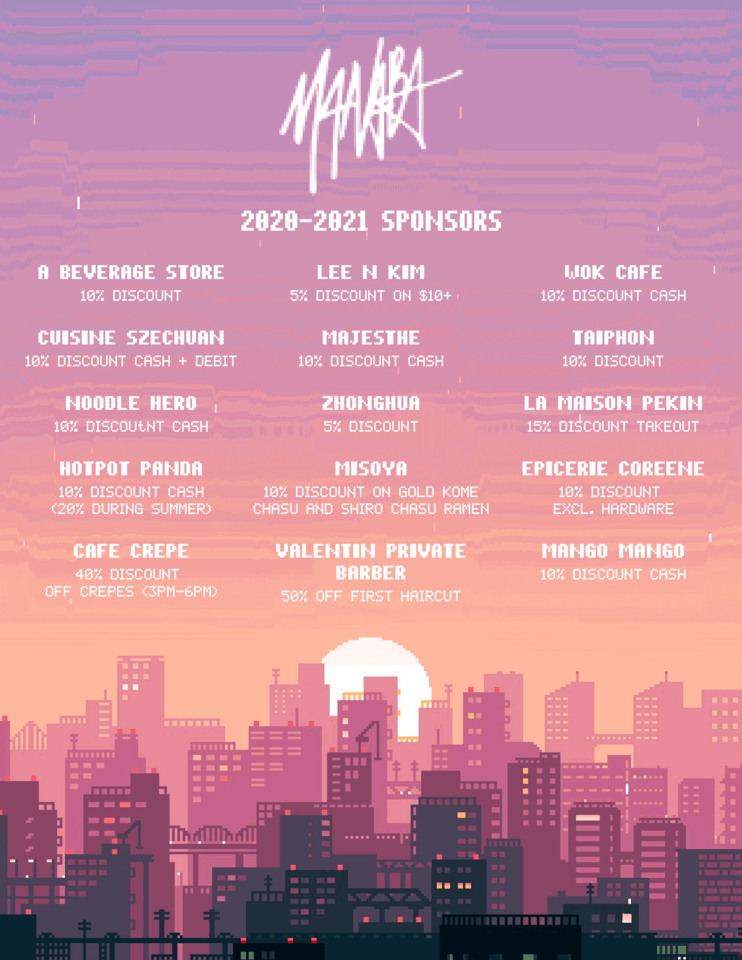 MANABA
2020-2021 SPONSORS
A BEVERAGE STORE
10% DISCOUNT
LEE N KIM
5% DISCOUNT ON $10+
WOK CAFE
10% DISCOUNT CASH
CUISINE SZECHUAN
10% DISCOUNT CASH + DEBIT
MAJESTHE
10% DISCOUNT CASH
TAIPHON
10% DISCOUNT
NOODLE HERO
10% DISCOUtNT CASH
ZHONGHUA
5% DISCOUNT
LA MAISON PEKIN
15% DISCOUNT TAKEOUT
HOTPOT PANDA
10% DISCOUNT CASH
(20% DURING SUMMER)
MISOYA
10% DISCOUNT ON GOLD KOME
CHASU AND SHIRO CHASU RAMEN
EPICERIE COREENE
10% DISCOUNT
EXCL. HARDWARE
CAFE CREPE
40% DISCOUNT
OFF CREPES (3PM-6PM)
VALENTIN PRIVATE
BARBER
50% OFF FIRST HAIRCUT
MANGO MANGO
10% DISCOUNT CASH